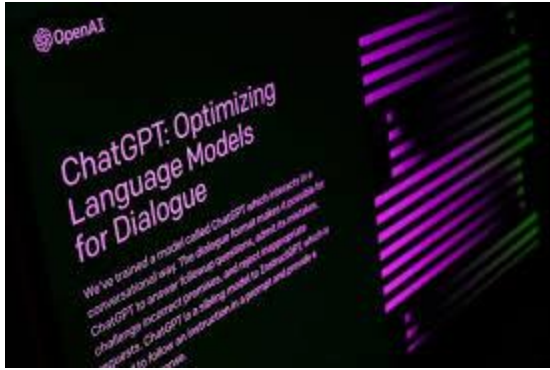 OpenAI
ChatGPT: Optimizing
Language Models
for Dialogue
We've trained a model called ChatGPT which interacts in a
conversational way. The dialogue format makes it possible for
ChatGPT to answer followup questions, admit its mistakes,
challenge incorrect premises, and reject inappropriate
requests. ChatGPT is a sibling model to InstructGPT, which is
to follow an instruction in a prompt and provide a